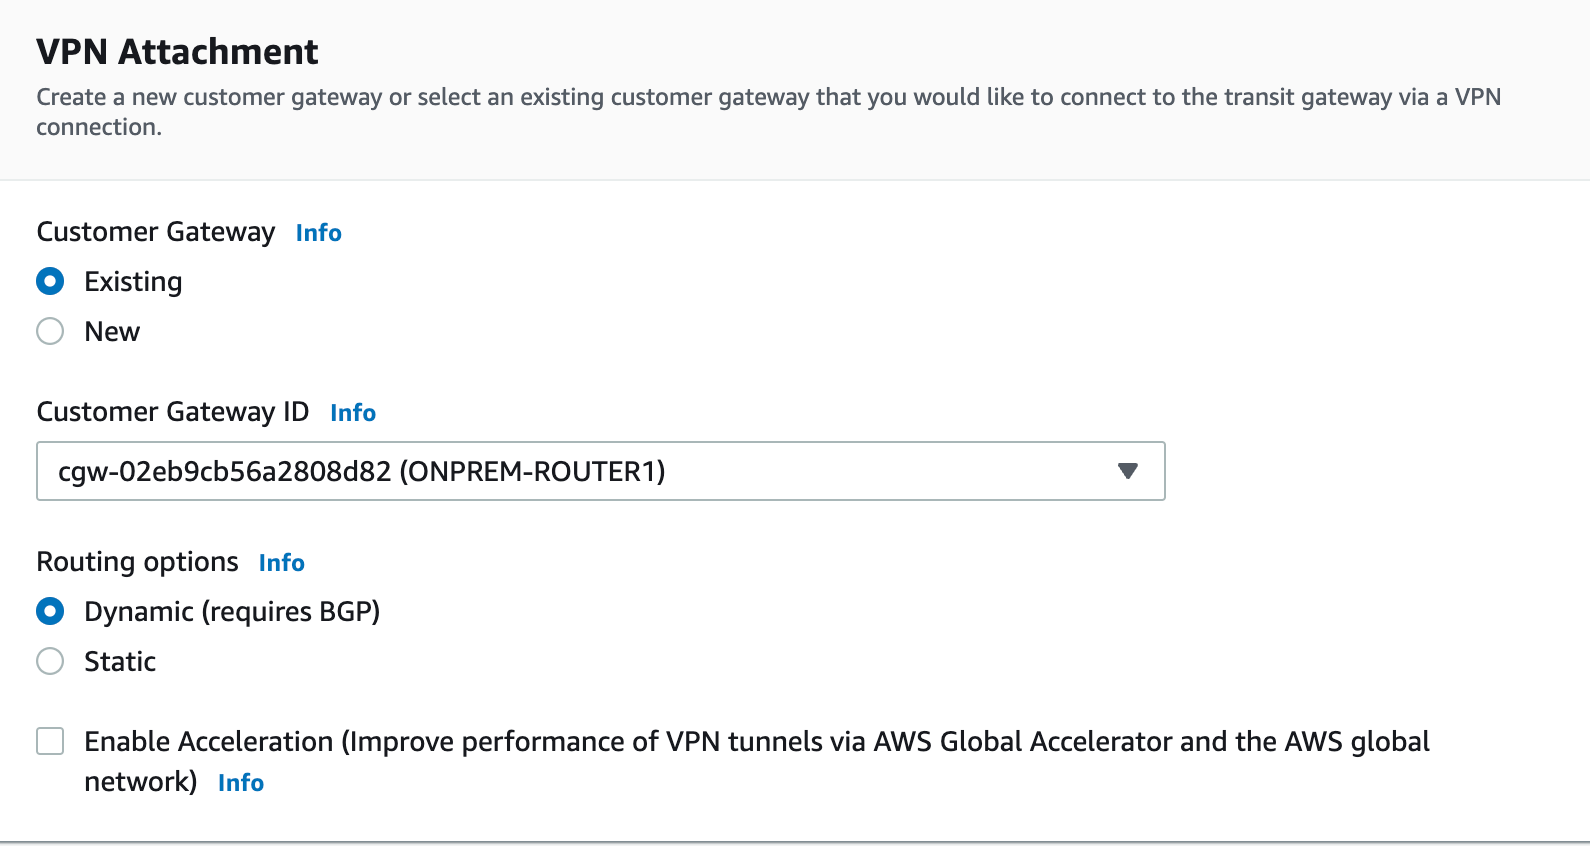 VPN Attachment
Create a new customer gateway or select an existing customer gateway that you would like to connect to the transit gateway via a VPN
connection.
Customer Gateway Info
Existing
New
Customer Gateway ID Info
cgw-02eb9cb56a2808d82 (ONPREM-ROUTER1)
Routing options Info
Dynamic (requires BGP)
Static
Enable Acceleration (Improve performance of VPN tunnels via AWS Global Accelerator and the AWS global
network) Info